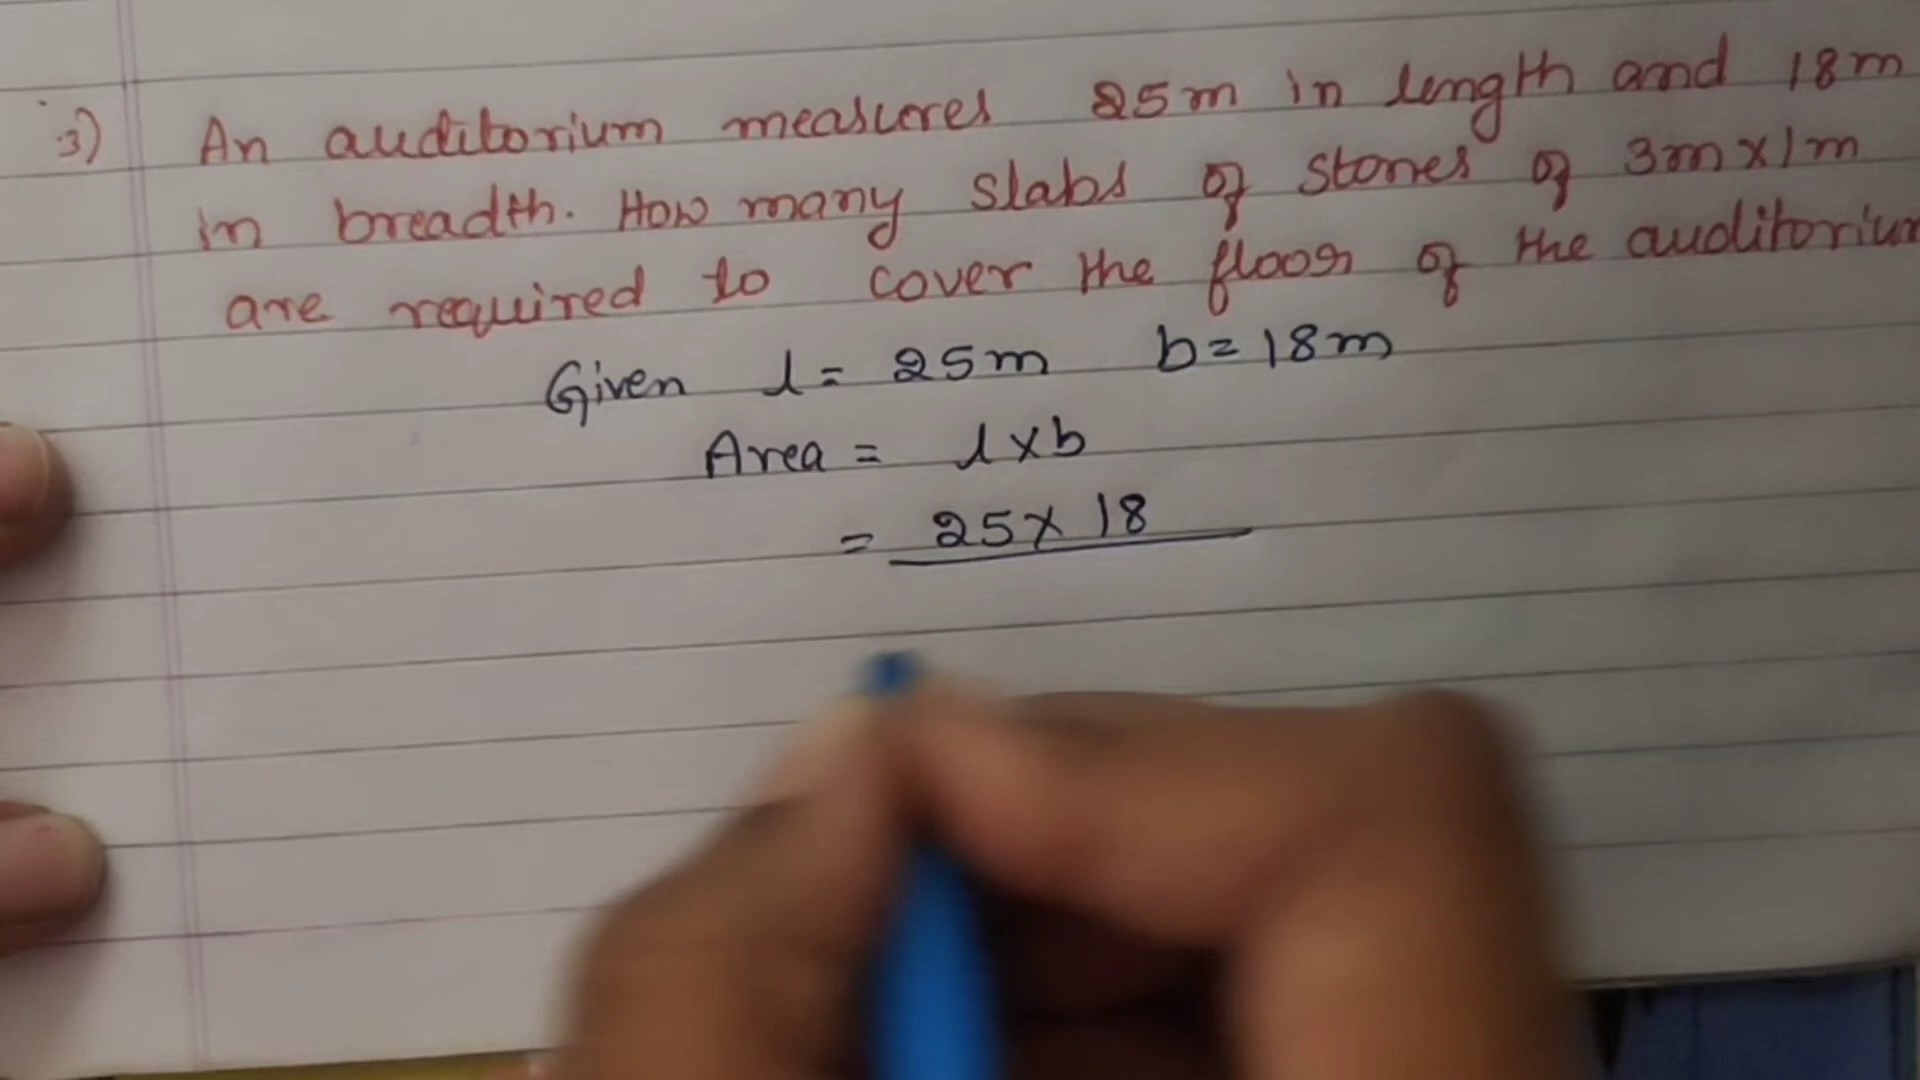 3) An auditorium measures 25m in length and 18m
in breadth. How many slabs of stones of 3m×1m
are required to cover the floor of the auditorium
Given l = 25m b = 18m
Area = l×b
= 25× 18